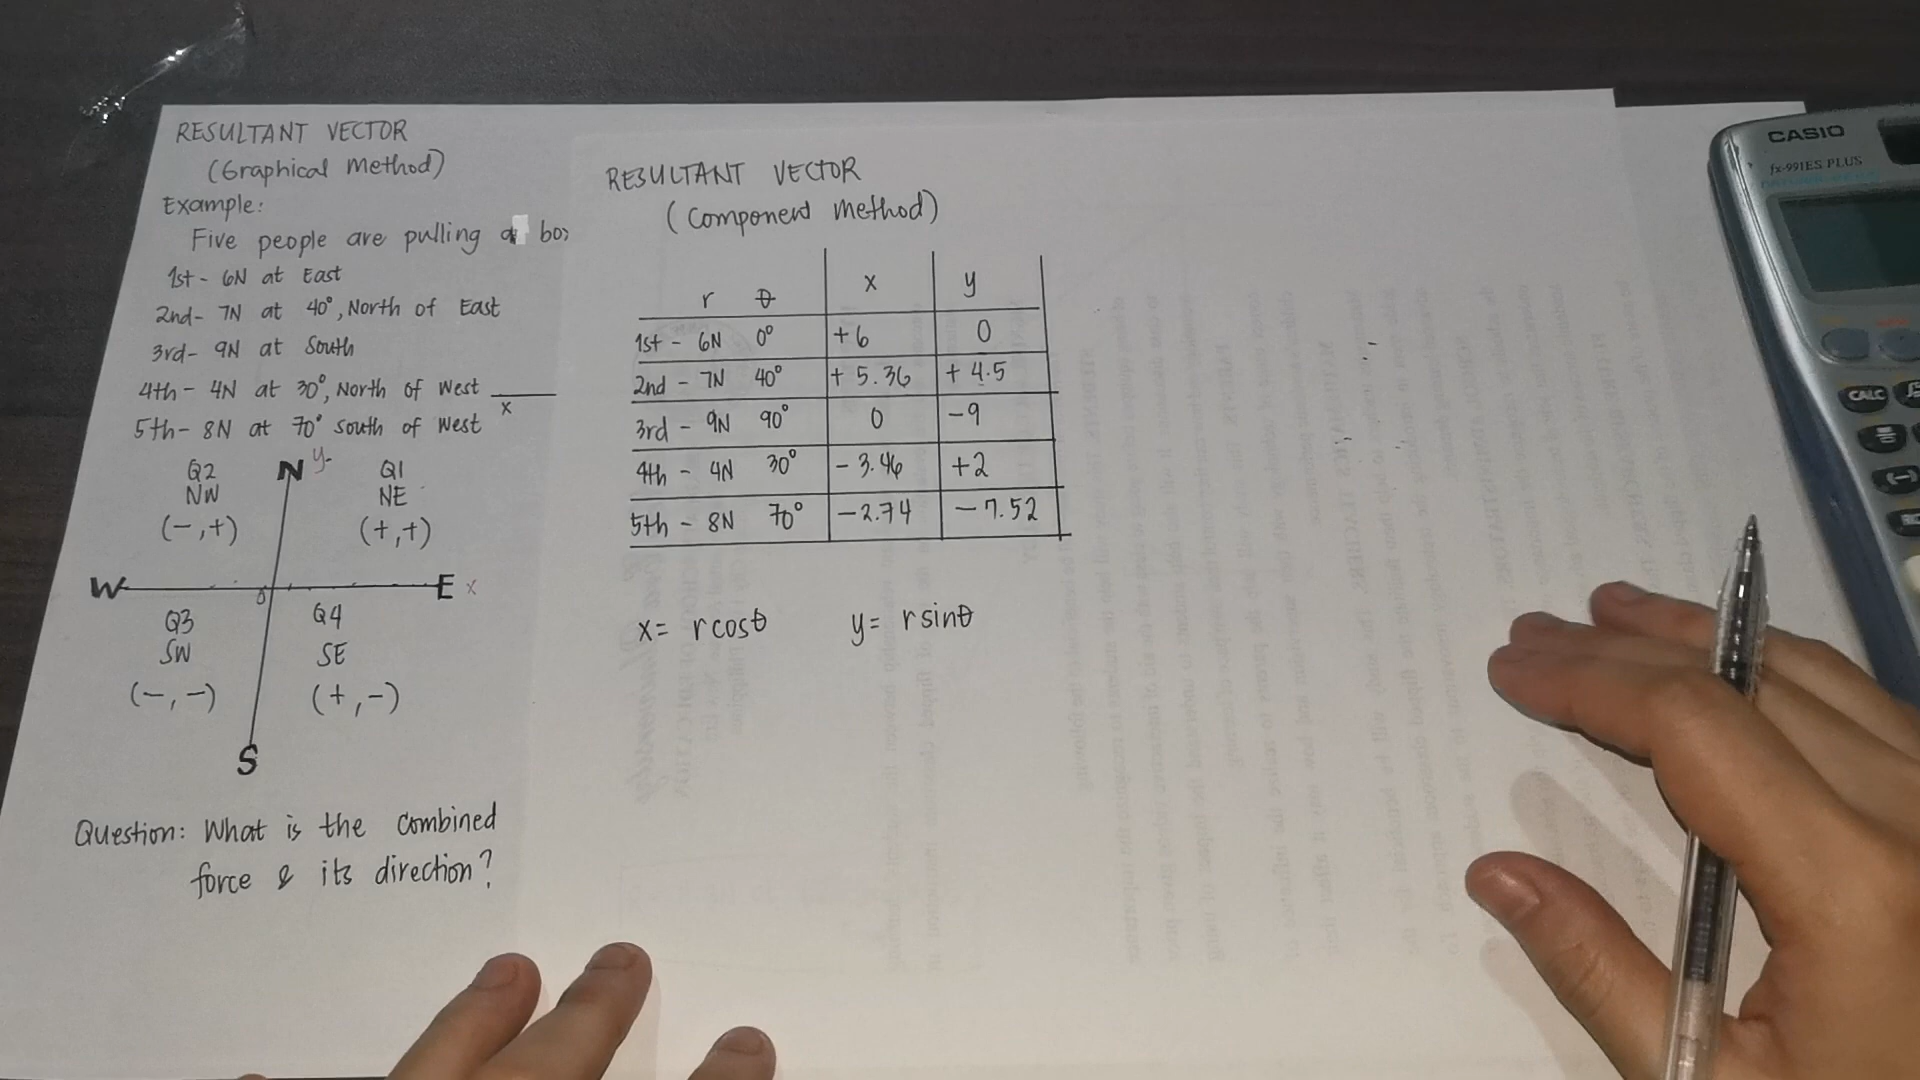 RESULTANT VECTOR
(Graphical Method)
Example:
Five people are pulling a box
1st - 6N at East
2nd - 7N at 40°, North of East
3rd - 9N at South
4th - 4N at 30°, North of West
x
5th - 8N at 70° South of West
Q2
NW
(-,+)
N y
Q1
NE
(+,+)
W
E x
0
Q3
SW
(-,-)
Q4
SE
(+,-)
S
Question: What is the combined
force & its direction?
RESULTANT VECTOR
(Component Method)
r θ x y
1st - 6N 0° +6 0
2nd - 7N 40° +5.36 +4.5
3rd - 9N 90° 0 -9
4th - 4N 30° -3.46 +2
5th - 8N 70° -2.74 -7.52
x= rcosθ y= rsinθ
CASIO
fx-991ES PLUS
CALC
(-)